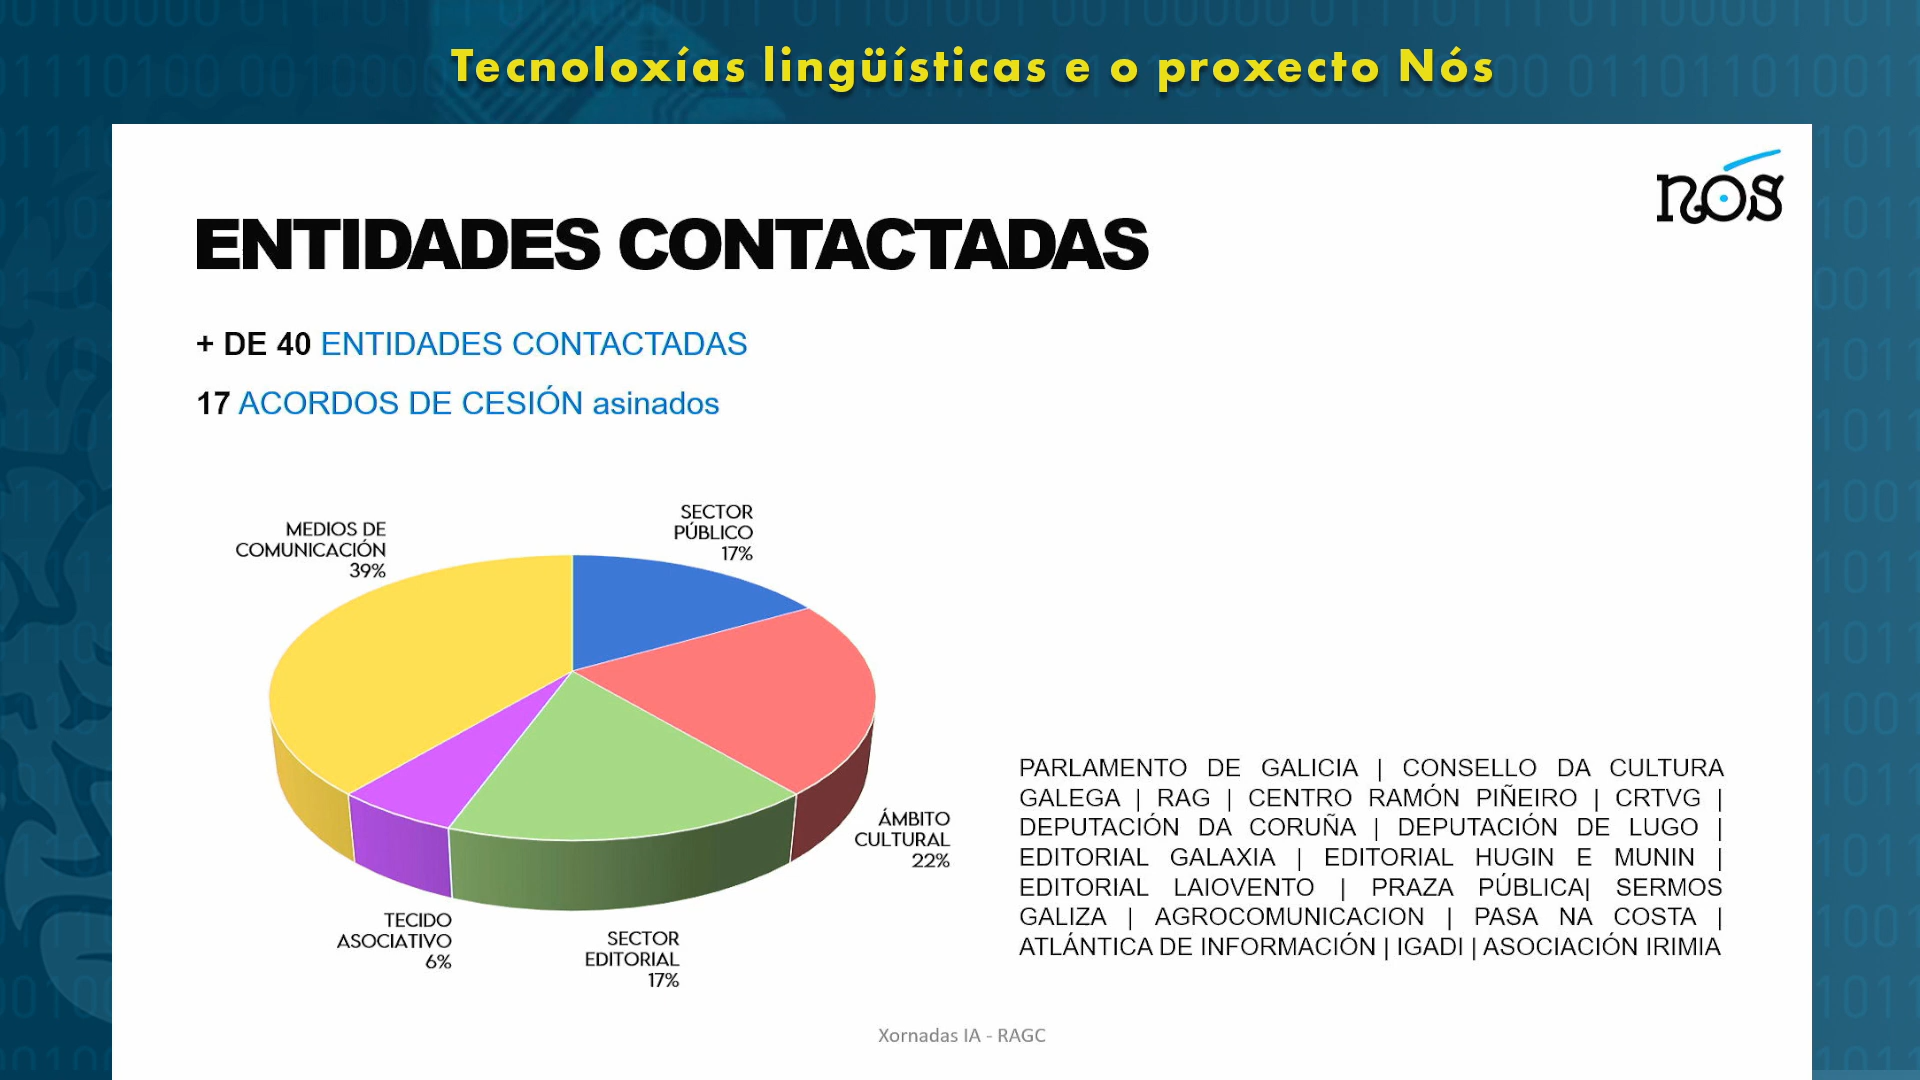 Tecnoloxías lingüísticas e o proxecto Nós
nós
ENTIDADES CONTACTADAS
+ DE 40 ENTIDADES CONTACTADAS
17 ACORDOS DE CESIÓN asinados
MEDIOS DE
COMUNICACIÓN
39%
SECTOR
PÚBLICO
17%
ÁMBITO
CULTURAL
22%
TECIDO
ASOCIATIVO
6%
SECTOR
EDITORIAL
17%
PARLAMENTO DE GALICIA | CONSELLO DA CULTURA
GALEGA | RAG | CENTRO RAMÓN PIÑEIRO | CRTVG |
DEPUTACIÓN DA CORUÑA | DEPUTACIÓN DE LUGO |
EDITORIAL GALAXIA | EDITORIAL HUGIN E MUNIN |
EDITORIAL LAIOVENTO | PRAZA PÚBLICA| SERMOS
GALIZA | AGROCOMUNICACION | PASA NA COSTA |
ATLÁNTICA DE INFORMACIÓN | IGADI | ASOCIACIÓN IRIMIA
Xornadas IA - RAGC